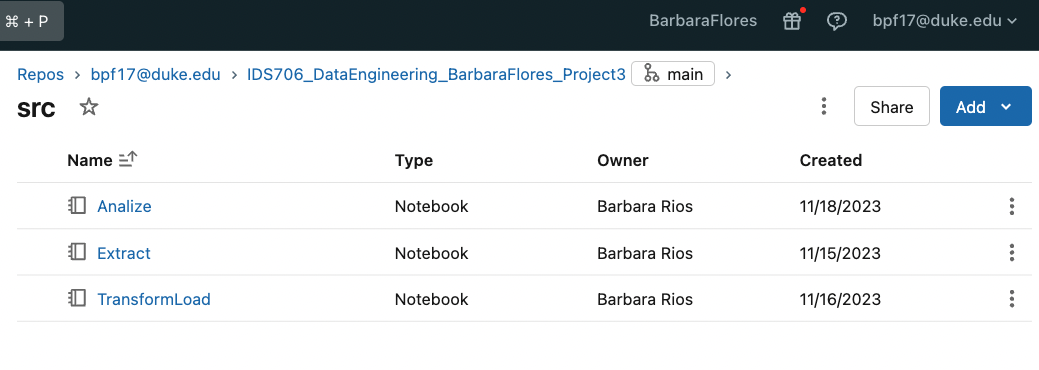 ⌘ + P BarbaraFlores bpf17@duke.edu
Repos > bpf17@duke.edu > IDS706_DataEngineering_BarbaraFlores_Project3 main >
src Share Add
Name Type Owner Created
Analize Notebook Barbara Rios 11/18/2023
Extract Notebook Barbara Rios 11/15/2023
TransformLoad Notebook Barbara Rios 11/16/2023